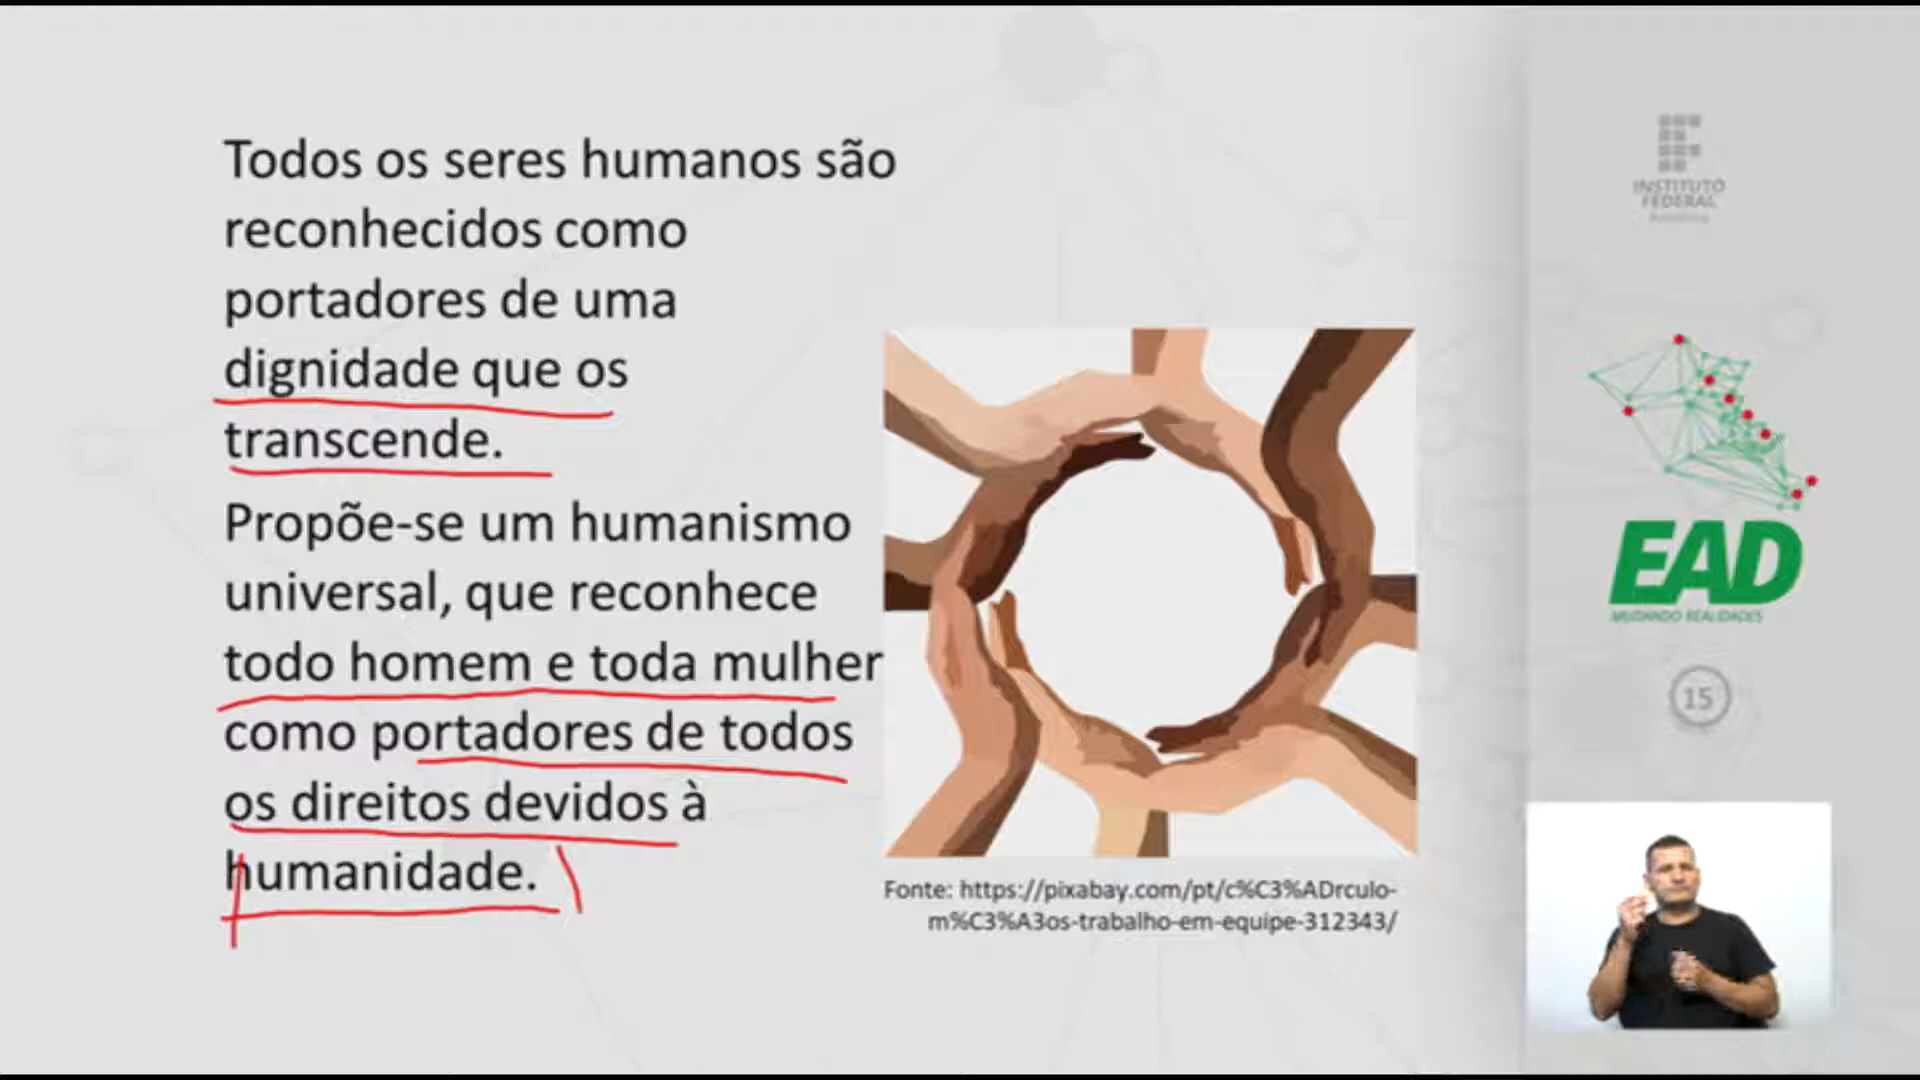 Todos os seres humanos são
reconhecidos como
portadores de uma
dignidade que os
transcende.
Propõe-se um humanismo
universal, que reconhece
todo homem e toda mulher
como portadores de todos
os direitos devidos à
humanidade.
Fonte: https://pixabay.com/pt/c%C3%ADrculo-
m%C3%A3os-trabalho-em-equipe-312343/
INSTITUTO
FEDERAL
EAD
MUDANDO REALIDADES
15